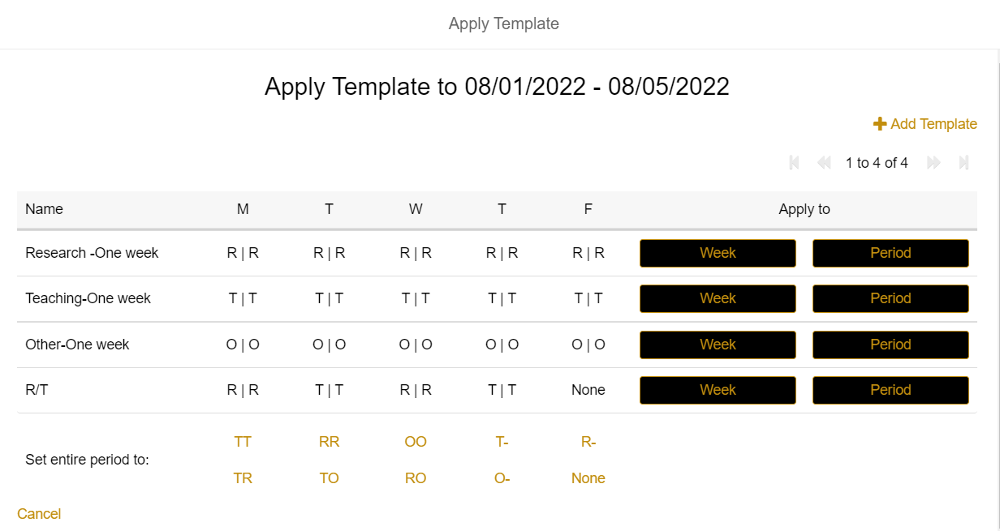 Apply Template
Apply Template to 08/01/2022 - 08/05/2022
Add Template
1 to 4 of 4
Name M T W T F Apply to
Research -One week R | R R | R R | R R | R R | R Week Period
Teaching-One week T | T T | T T | T T | T T | T Week Period
Other-One week O | O O | O O | O O | O O | O Week Period
R/T R | R T | T R | R T | T None Week Period
Set entire period to:
TT RR OO T- R-
TR TO RO O- None
Cancel